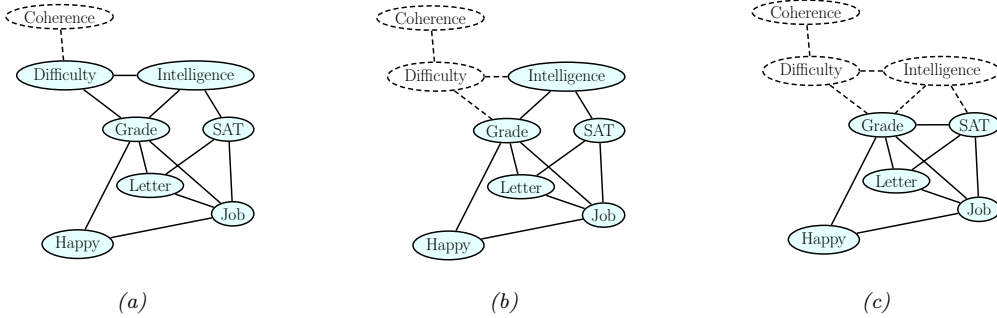 Coherence
Difficulty
Intelligence
Grade
SAT
Letter
Job
Happy
(a)
Coherence
Difficulty
Intelligence
Grade
SAT
Letter
Job
Happy
(b)
Coherence
Difficulty
Intelligence
Grade
SAT
Letter
Job
Happy
(c)